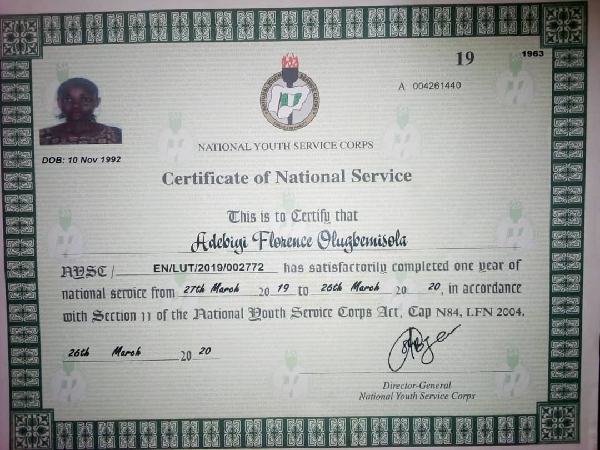 19 1963
A 004261440
NATIONAL YOUTH SERVICE CORPS
DOB: 10 Nov 1992
Certificate of National Service
This is to Certify that
Adebiyi Florence Olugbemisola
NYSC/ EN/LUT/2019/002772 has satisfactorily completed one year of
national service from 27th March 20 19 to 26th March 20 20, in accordance
with Section 11 of the National Youth Service Corps Act, Cap N84, LFN 2004.
26th March 20 20
Director-General
National Youth Service Corps